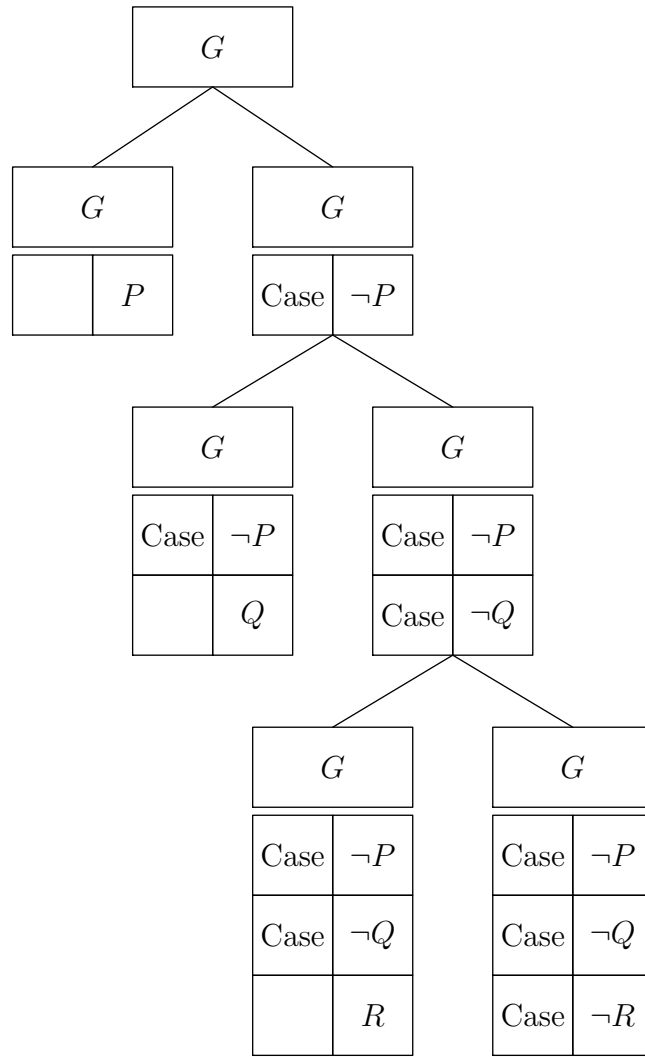 G
G G
P Case ¬P
G G
Case ¬P Case ¬P
Q Case ¬Q
G G
Case ¬P Case ¬P
Case ¬Q Case ¬Q
R Case ¬R